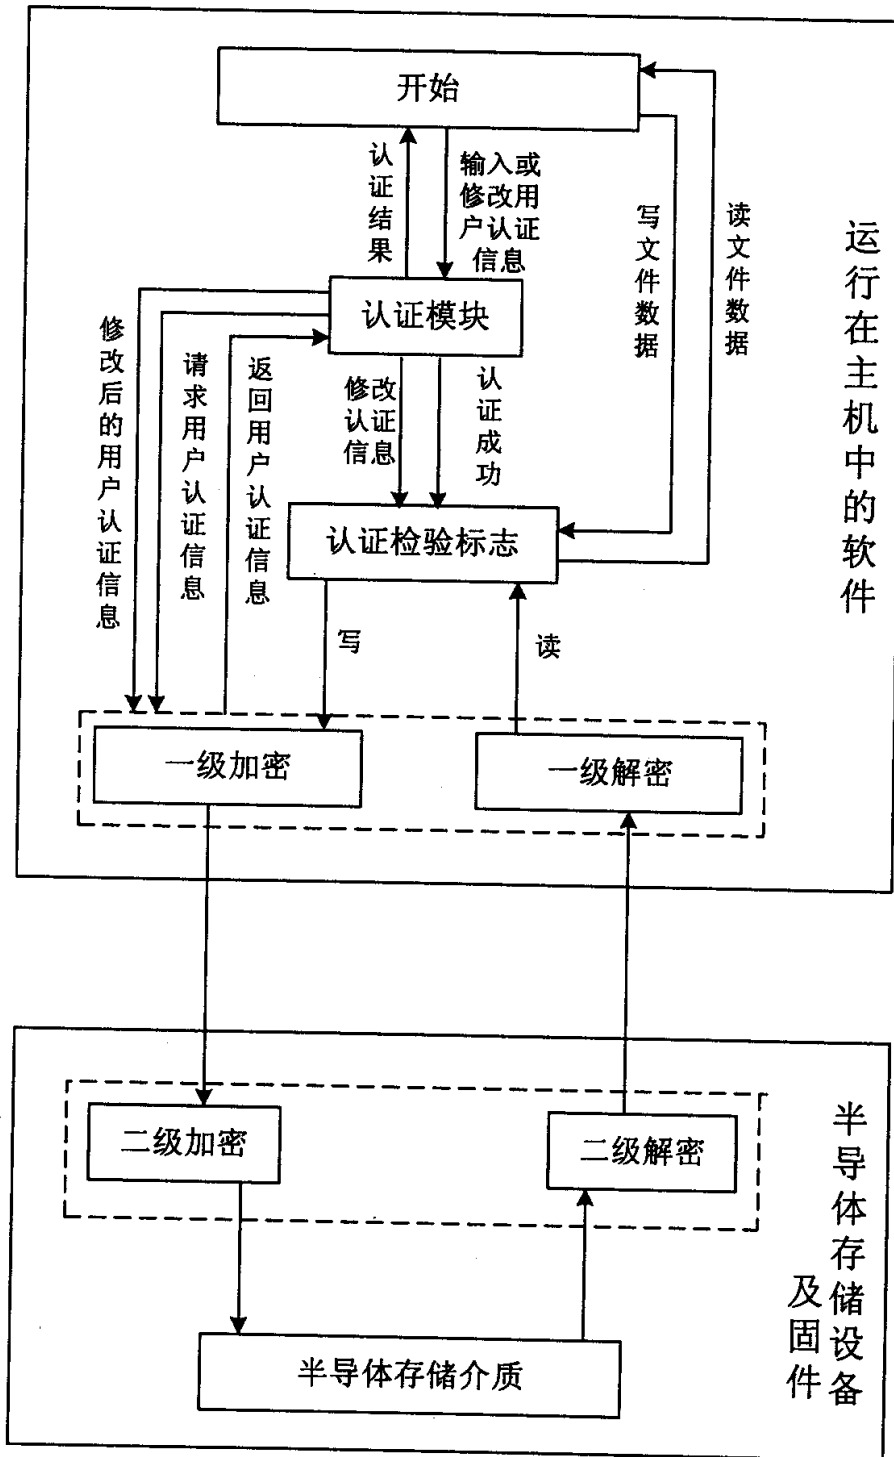 开始
认证结果
输入或
修改用
户认证
信息
写文件数据
读文件数据
运行在主机中的软件
认证模块
修改后的用户认证信息
请求用户认证信息
返回用户认证信息
修改
认证
信息
认证成功
认证检验标志
写
读
一级加密
一级解密
二级加密
二级解密
半导体存储设备
及固件
半导体存储介质